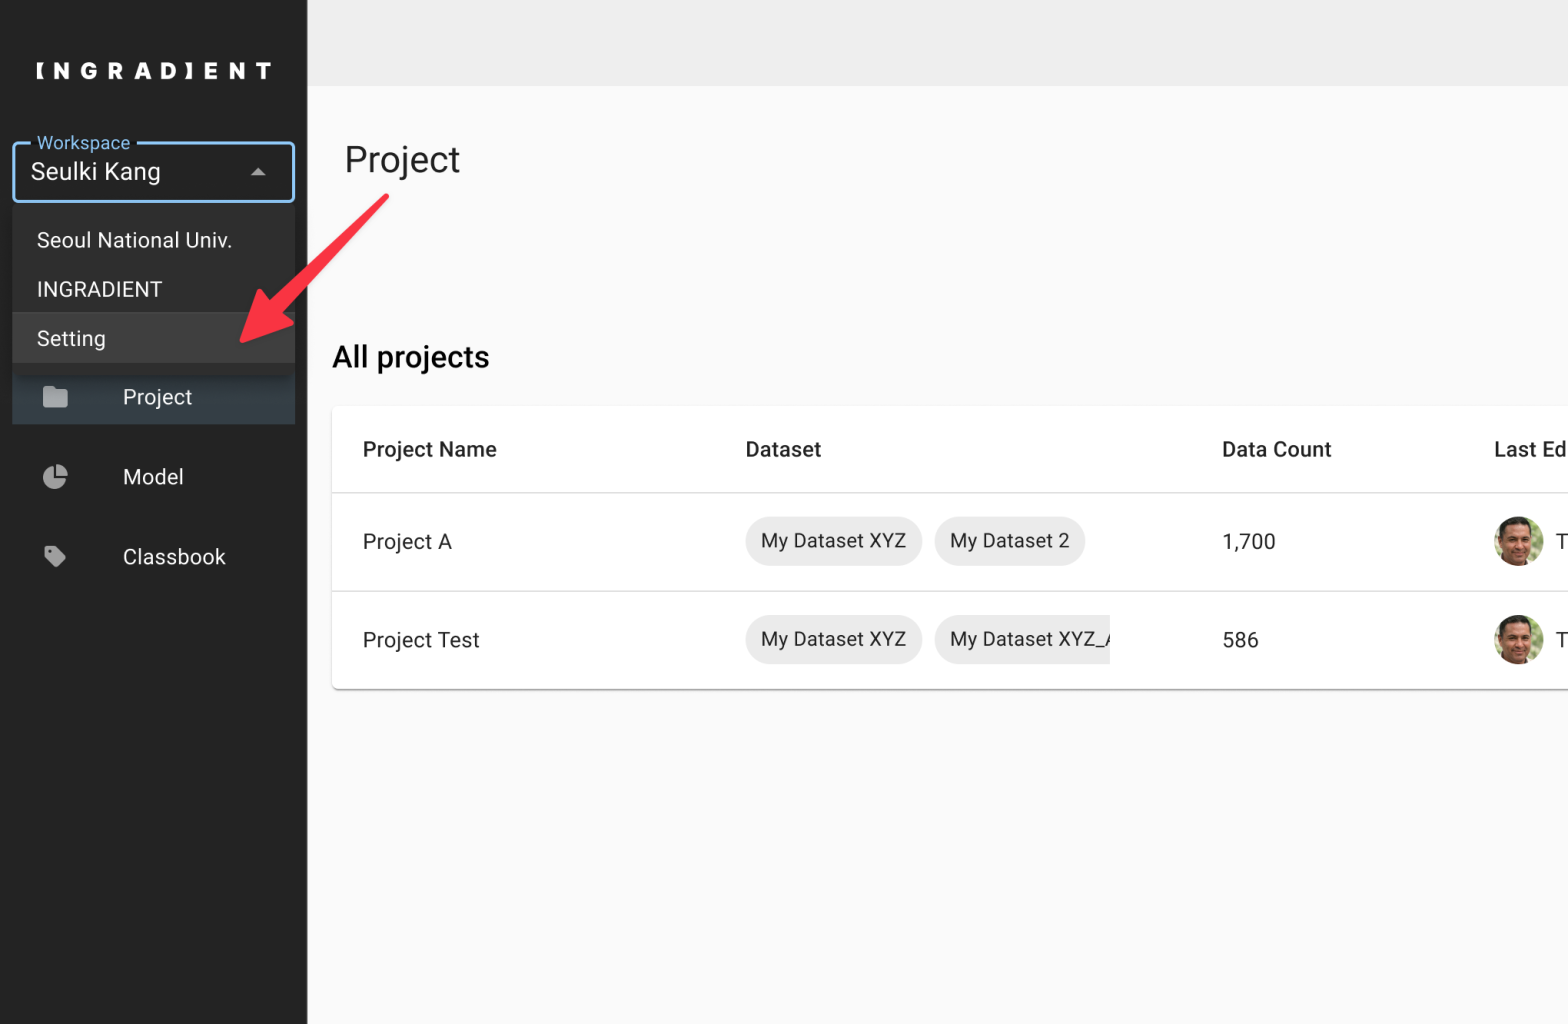 INGRADIENT
Workspace
Seulki Kang
Seoul National Univ.
INGRADIENT
Setting
Project
Model
Classbook
Project
All projects
Project Name Dataset Data Count Last Ed
Project A My Dataset XYZ My Dataset 2 1,700 T
Project Test My Dataset XYZ My Dataset XYZ_A 586 T